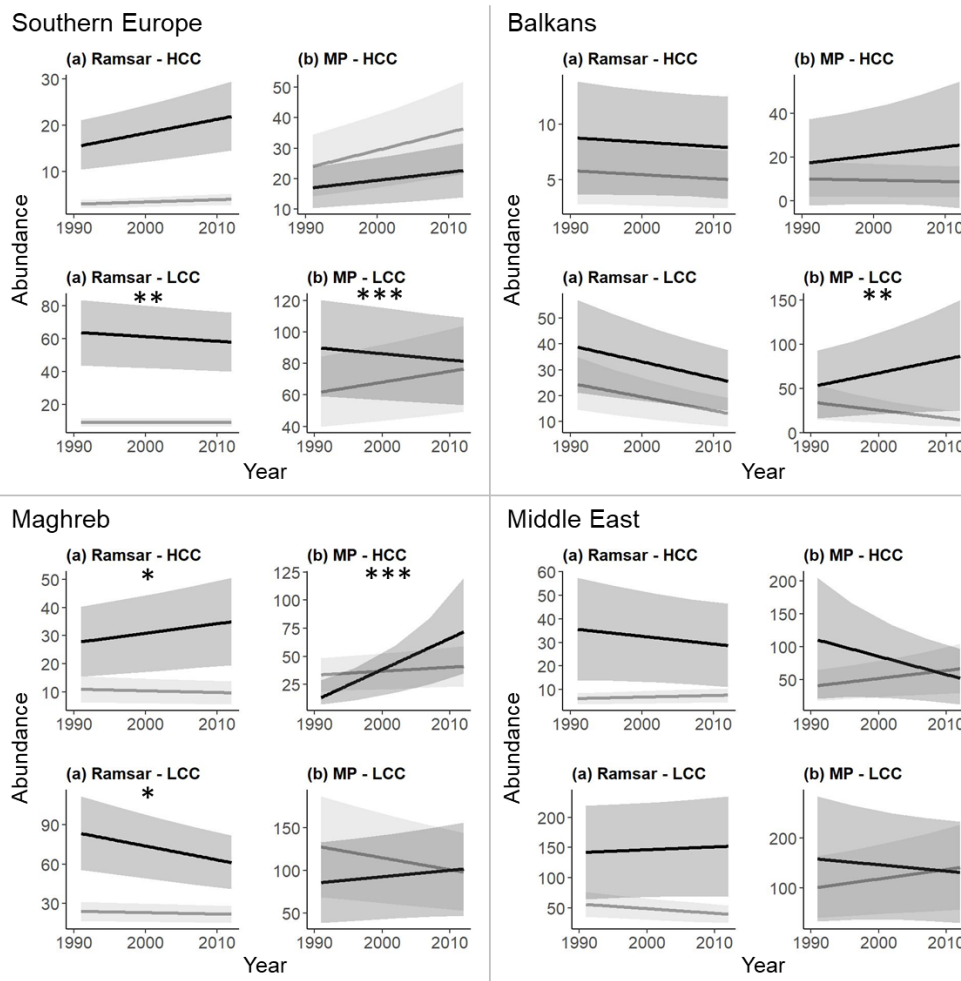 Southern Europe
(a) Ramsar - HCC
(b) MP - HCC
30
20
10
1990 2000 2010
50
40
30
20
10
1990 2000 2010
(a) Ramsar - LCC
(b) MP - LCC
**
***
80
60
40
20
1990 2000 2010
120
100
80
60
40
1990 2000 2010
Abundance
Year
Balkans
(a) Ramsar - HCC
(b) MP - HCC
10
5
1990 2000 2010
40
20
0
1990 2000 2010
(a) Ramsar - LCC
(b) MP - LCC
**
50
40
30
20
10
1990 2000 2010
150
100
50
0
1990 2000 2010
Abundance
Year
Maghreb
(a) Ramsar - HCC
(b) MP - HCC
*
***
50
40
30
20
10
1990 2000 2010
125
100
75
50
25
1990 2000 2010
(a) Ramsar - LCC
(b) MP - LCC
*
90
60
30
1990 2000 2010
150
100
50
1990 2000 2010
Abundance
Year
Middle East
(a) Ramsar - HCC
(b) MP - HCC
60
50
40
30
20
10
1990 2000 2010
200
150
100
50
1990 2000 2010
(a) Ramsar - LCC
(b) MP - LCC
200
150
100
50
1990 2000 2010
200
100
1990 2000 2010
Abundance
Year